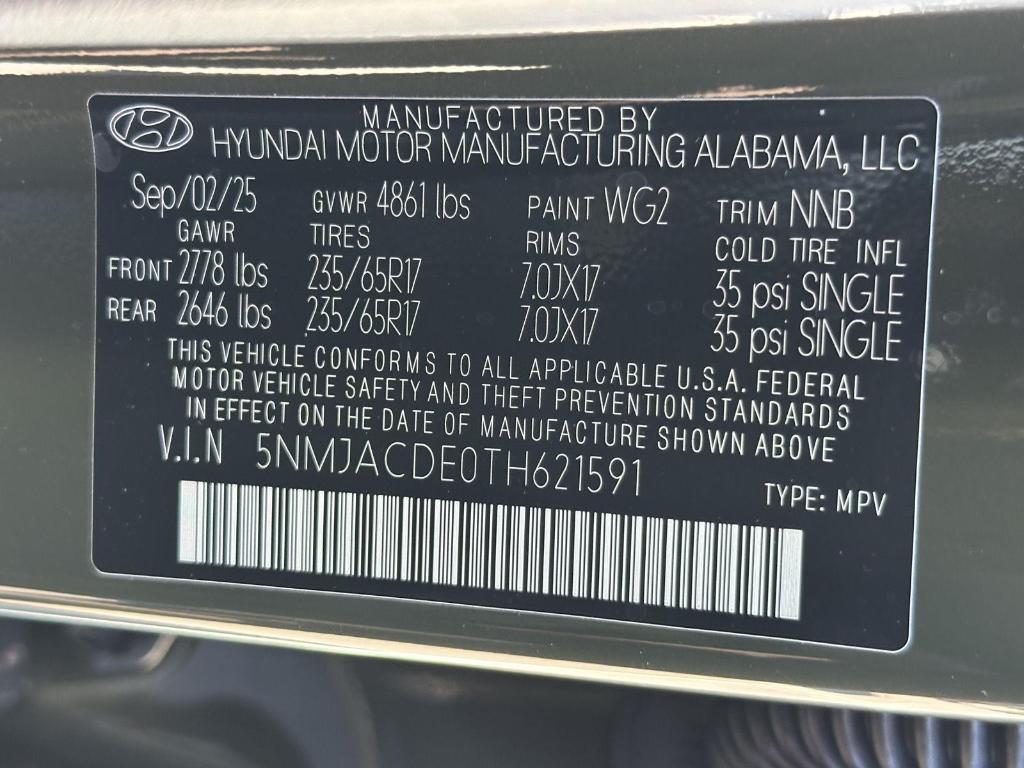 MANUFACTURED BY
HYUNDAI MOTOR MANUFACTURING ALABAMA, LLC
Sep/02/25 GVWR 4861 lbs PAINT WG2 TRIM NNB
GAWR TIRES RIMS COLD TIRE INFL
FRONT 2778 lbs 235/65R17 7.0JX17 35 psi SINGLE
REAR 2646 lbs 235/65R17 7.0JX17 35 psi SINGLE
THIS VEHICLE CONFORMS TO ALL APPLICABLE U.S.A. FEDERAL
MOTOR VEHICLE SAFETY AND THEFT PREVENTION STANDARDS
IN EFFECT ON THE DATE OF MANUFACTURE SHOWN ABOVE
V.I.N 5NMJACDE0TH621591
TYPE: MPV